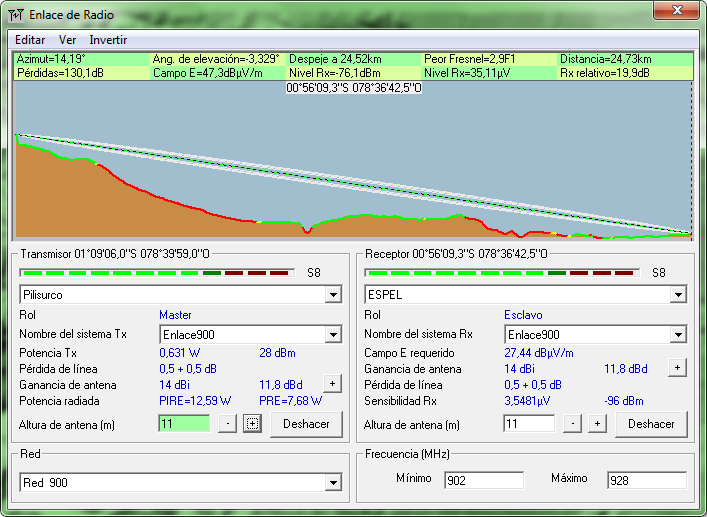 Enlace de Radio
Editar Ver Invertir
Azimut=14,19° Ang. de elevación=-3,329° Despeje a 24,52km Peor Fresnel=2,9F1 Distancia=24,73km
Pérdidas=130,1dB Campo E=47,3dBµV/m Nivel Rx=-76,1dBm Nivel Rx=35,11µV Rx relativo=19,9dB
00°56'09,3"S 078°36'42,5"O
Transmisor 01°09'06,0"S 078°39'59,0"O
S8
Pilisurco
Rol Master
Nombre del sistema Tx Enlace900
Potencia Tx 0,631 W 28 dBm
Pérdida de línea 0,5 + 0,5 dB
Ganancia de antena 14 dBi 11,8 dBd +
Potencia radiada PIRE=12,59 W PRE=7,68 W
Altura de antena (m) 11 - + Deshacer
Receptor 00°56'09,3"S 078°36'42,5"O
S8
ESPEL
Rol Esclavo
Nombre del sistema Rx Enlace900
Campo E requerido 27,44 dBµV/m
Ganancia de antena 14 dBi 11,8 dBd +
Pérdida de línea 0,5 + 0,5 dB
Sensibilidad Rx 3,5481µV -96 dBm
Altura de antena (m) 11 - + Deshacer
Red
Red 900
Frecuencia (MHz)
Mínimo 902 Máximo 928